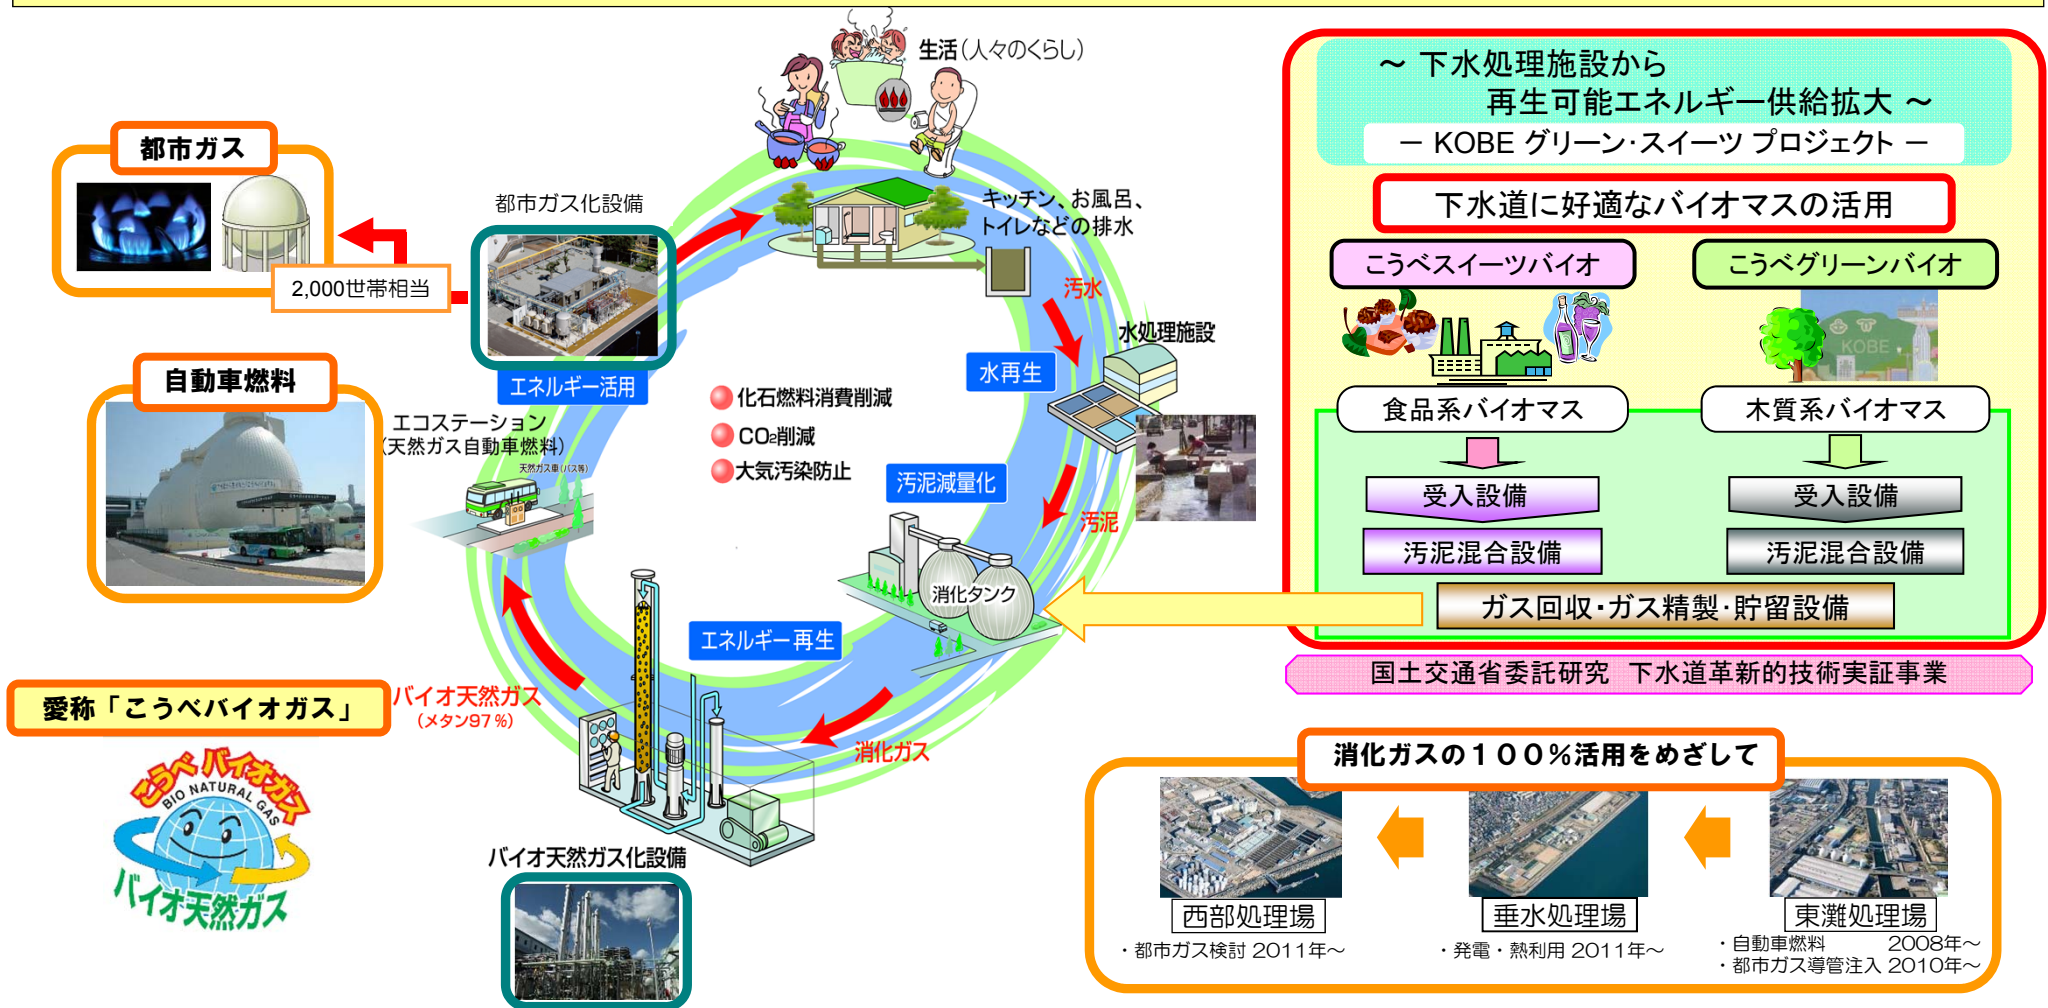 生活(人々のくらし)
都市ガス
2,000世帯相当
都市ガス化設備
キッチン、お風呂、
トイレなどの排水
汚水
水処理施設
水再生
エネルギー活用
自動車燃料
エコステーション
(天然ガス自動車燃料)
天然ガス車(バス等)
化石燃料消費削減
CO₂削減
大気汚染防止
汚泥減量化
汚泥
消化タンク
エネルギー再生
消化ガス
バイオ天然ガス
(メタン97%)
バイオ天然ガス化設備
愛称「こうべバイオガス」
こうべバイオガス
BIO NATURAL GAS
バイオ天然ガス
~ 下水処理施設から
再生可能エネルギー供給拡大 ~
- KOBE グリーン・スイーツ プロジェクト -
下水道に好適なバイオマスの活用
こうべスイーツバイオ
こうべグリーンバイオ
KOBE
食品系バイオマス
木質系バイオマス
受入設備
受入設備
汚泥混合設備
汚泥混合設備
ガス回収・ガス精製・貯留設備
国土交通省委託研究 下水道革新的技術実証事業
消化ガスの100%活用をめざして
西部処理場
・都市ガス検討 2011年~
垂水処理場
・発電・熱利用 2011年~
東灘処理場
・自動車燃料 2008年~
・都市ガス導管注入 2010年~